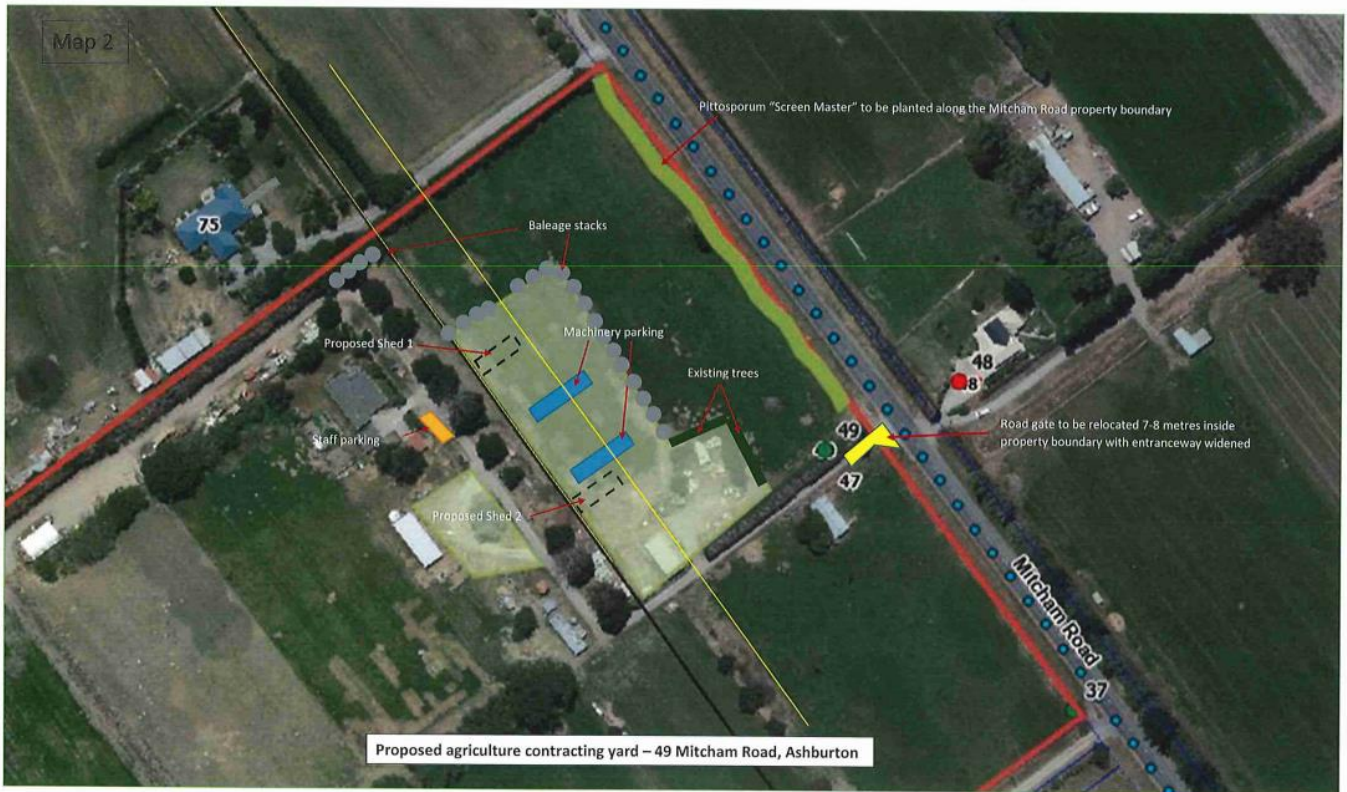 Map 2
Pittosporum “Screen Master” to be planted along the Mitcham Road property boundary
75
Baleage stacks
Machinery parking
Proposed Shed 1
48
8
Existing trees
49
Staff parking
Road gate to be relocated 7-8 metres inside
property boundary with entranceway widened
47
Proposed Shed 2
Mitcham Road
37
Proposed agriculture contracting yard – 49 Mitcham Road, Ashburton